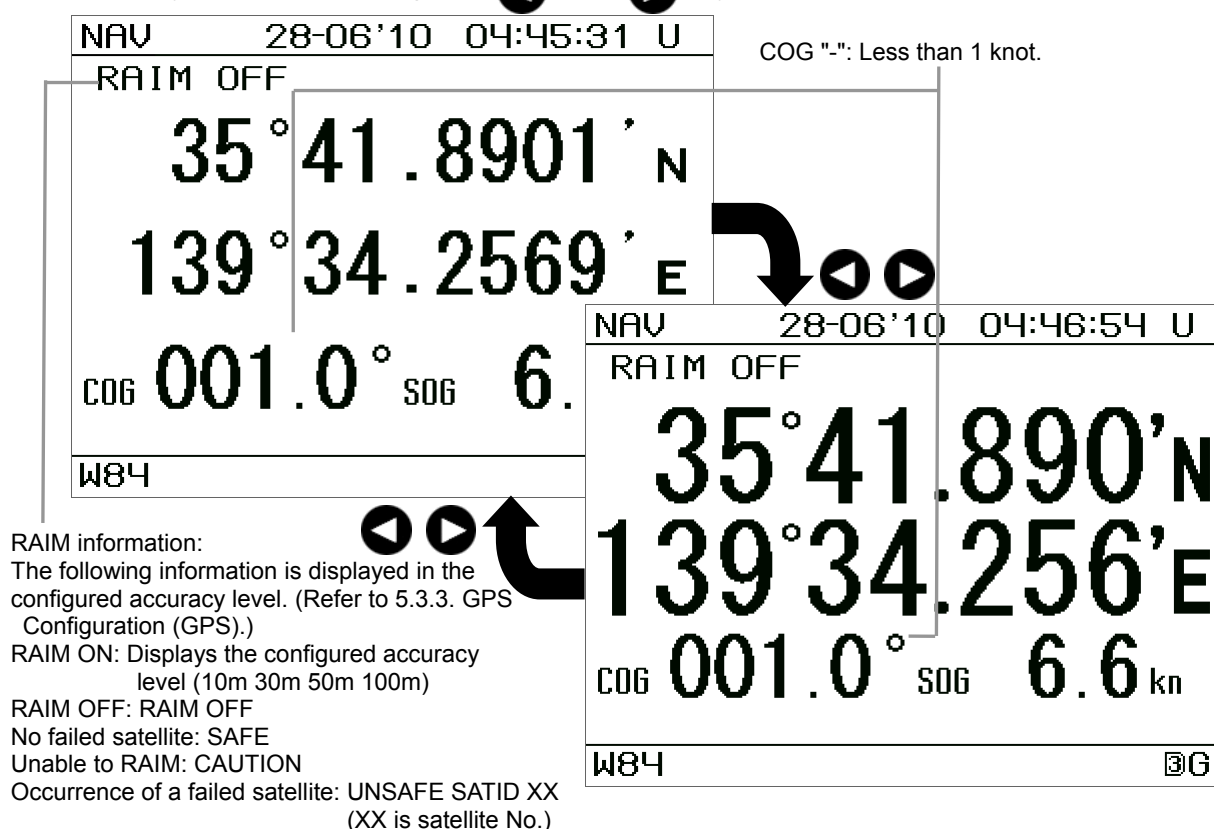 NAV 28-06'10 04:45:31 U
RAIM OFF
35°41.8901' N
139°34.2569' E
COG 001.0° SOG 6.
W84
COG "-": Less than 1 knot.
NAV 28-06'10 04:46:54 U
RAIM OFF
35°41.890'N
139°34.256'E
COG 001.0° SOG 6.6 kn
W84 3G
RAIM information:
The following information is displayed in the
configured accuracy level. (Refer to 5.3.3. GPS
Configuration (GPS).)
RAIM ON: Displays the configured accuracy
level (10m 30m 50m 100m)
RAIM OFF: RAIM OFF
No failed satellite: SAFE
Unable to RAIM: CAUTION
Occurrence of a failed satellite: UNSAFE SATID XX
(XX is satellite No.)